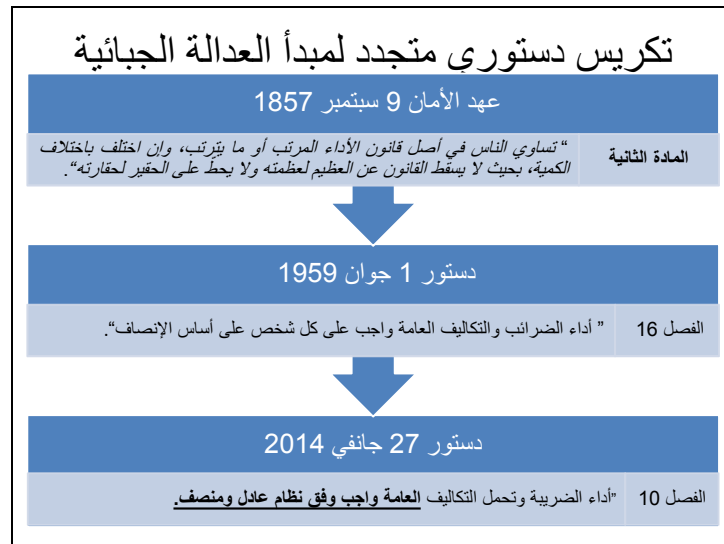 تكريس دستوري متجدد لمبدأ العدالة الجبائية
عهد الأمان 9 سبتمبر 1857
المادة الثانية
“ تساوي الناس في أصل قانون الأداء المرتب أو ما يترتب، وإن اختلف باختلاف
الكمية، بحيث لا يسقط القانون عن العظيم لعظمته ولا يحط على الحقير لحقارته“.
دستور 1 جوان 1959
الفصل 16
” أداء الضرائب والتكاليف العامة واجب على كل شخص على أساس الإنصاف“.
دستور 27 جانفي 2014
الفصل 10
”أداء الضريبة وتحمل التكاليف العامة واجب وفق نظام عادل ومنصف.